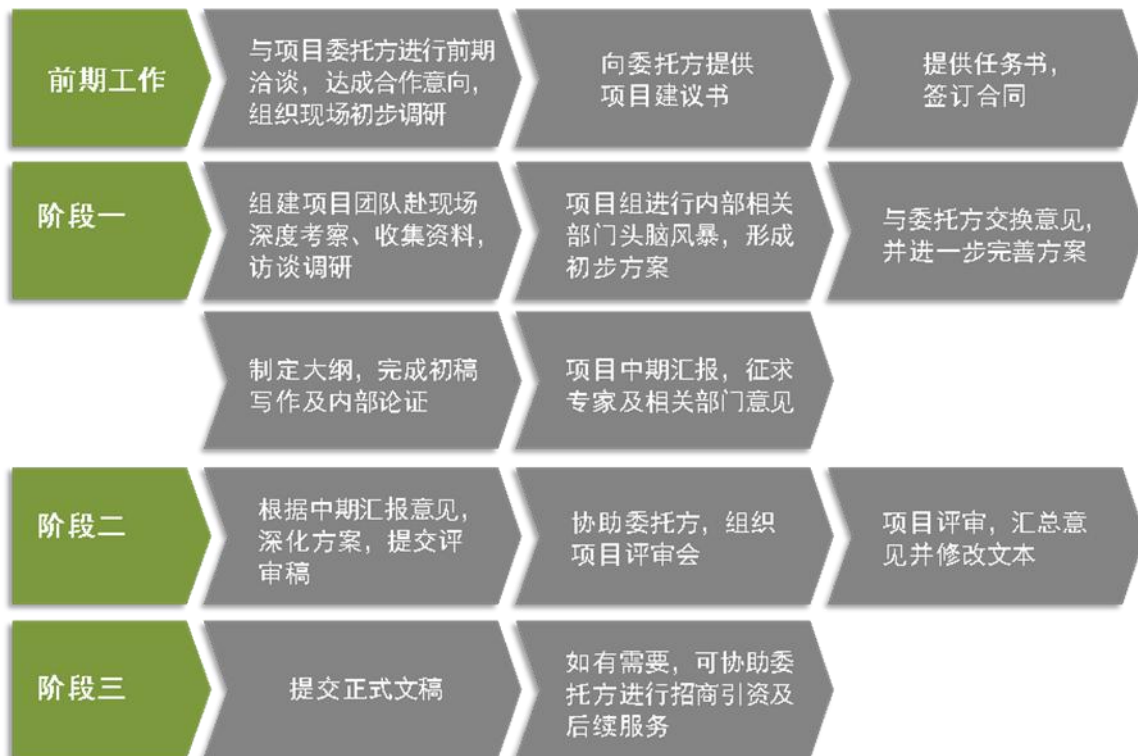 前期工作
与项目委托方进行前期
洽谈，达成合作意向，
组织现场初步调研
向委托方提供
项目建议书
提供任务书，
签订合同
阶段一
组建项目团队赴现场
深度考察、收集资料，
访谈调研
项目组进行内部相关
部门头脑风暴，形成
初步方案
与委托方交换意见，
并进一步完善方案
制定大纲，完成初稿
写作及内部论证
项目中期汇报，征求
专家及相关部门意见
阶段二
根据中期汇报意见，
深化方案，提交评
审稿
协助委托方，组织
项目评审会
项目评审，汇总意
见并修改文本
阶段三
提交正式文稿
如有需要，可协助委
托方进行招商引资及
后续服务